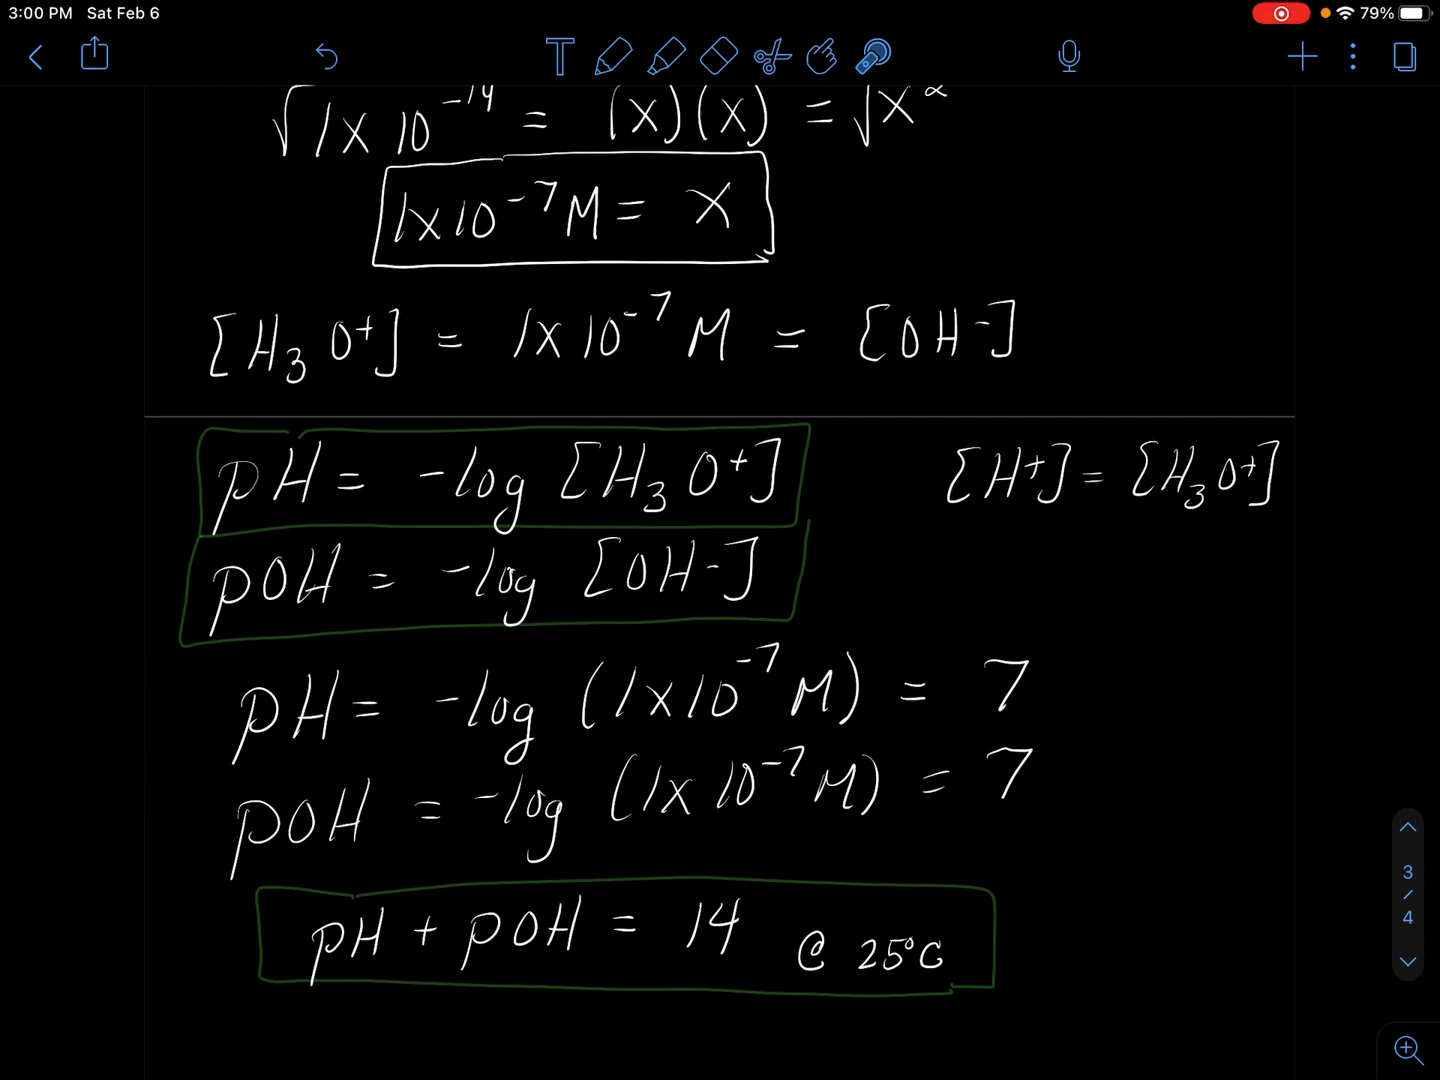 3:00 PM Sat Feb 6 79%
T
√1x10⁻¹⁴ = (x)(x) = √x²
1x10⁻⁷M = X
[H₃O+] = 1x10⁻⁷ M = [OH-]
pH = -log [H₃O+] [H+] = [H₃O+]
pOH = -log [OH-]
pH = -log (1x10⁻⁷ M) = 7
pOH = -log (1x10⁻⁷ M) = 7
3
/
4
pH + pOH = 14 @ 25°C